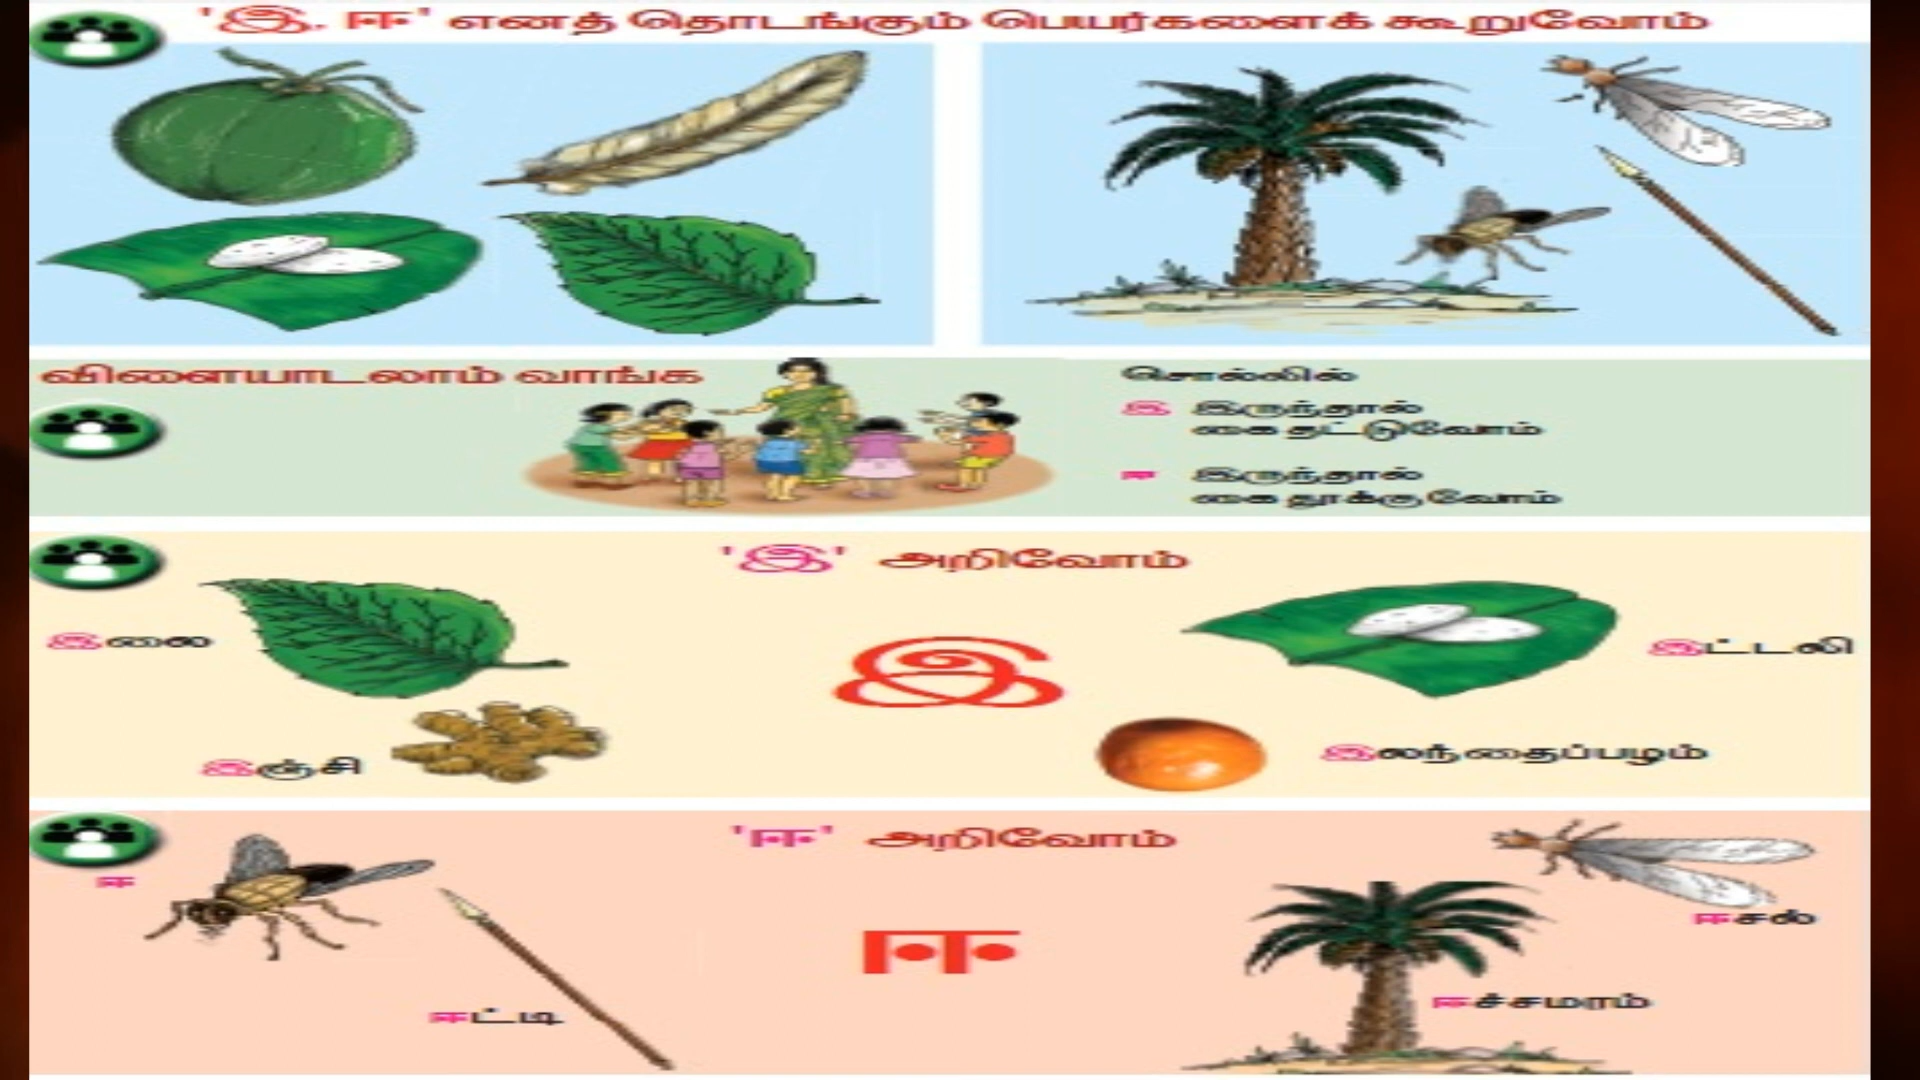 'இ, ஈ' எனத் தொடங்கும் பெயர்களைக் கூறுவோம்
விளையாடலாம் வாங்க
சொல்லில்
இ இருந்தால்
கை தட்டுவோம்
ஈ இருந்தால்
கை தூக்குவோம்
'இ' அறிவோம்
இலை
இ
இட்டலி
இஞ்சி
இலந்தைப்பழம்
'ஈ' அறிவோம்
ஈ
ஈசல்
ஈ
ஈட்டி
ஈச்சமரம்